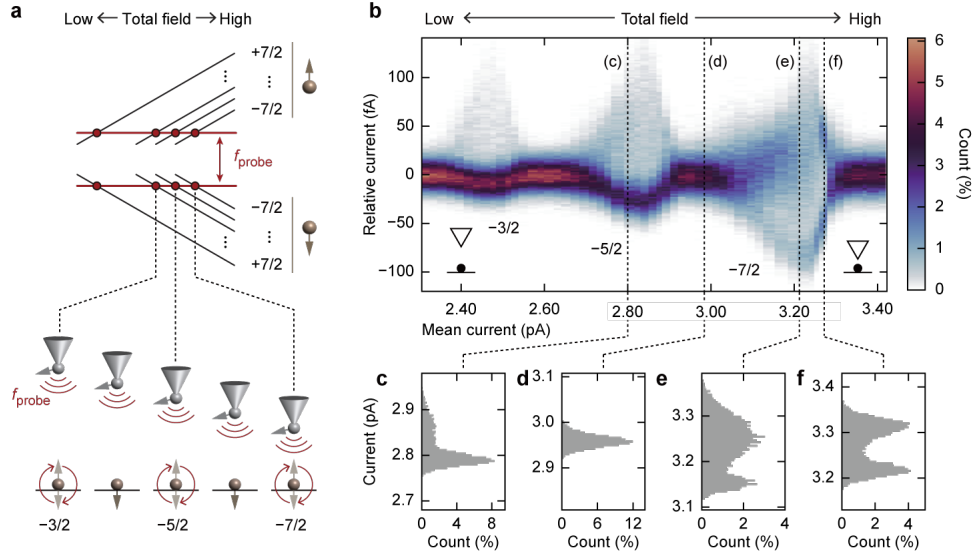 a
Low ← Total field → High
+7/2
⋮
−7/2
f probe
−7/2
⋮
+7/2
f probe
−3/2
−5/2
−7/2
b
Low ← Total field → High
Relative current (fA)
100
50
0
−50
−100
(c)
(d)
(e)
(f)
−3/2
−5/2
−7/2
2.40
2.60
2.80
3.00
3.20
3.40
Mean current (pA)
6
5
4
3
2
1
0
Count (%)
c
Current (pA)
2.9
2.8
2.7
0
4
8
Count (%)
d
3.1
3.0
2.9
0
6
12
Count (%)
e
3.3
3.2
3.1
0
2
4
Count (%)
f
3.4
3.3
3.2
0
2
4
Count (%)